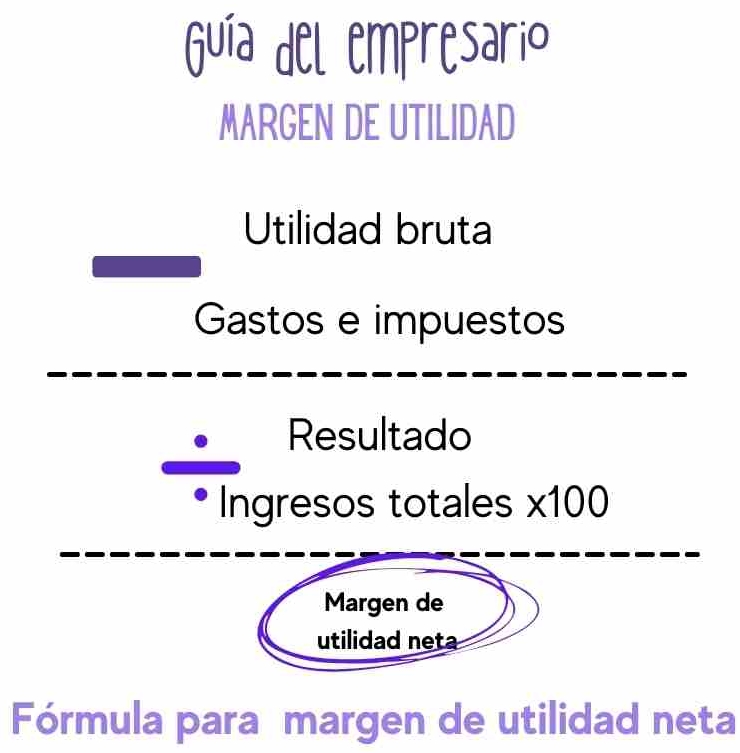 Guía del empresario
MARGEN DE UTILIDAD
Utilidad bruta
Gastos e impuestos
Resultado
Ingresos totales x100
Margen de
utilidad neta
Fórmula para margen de utilidad neta